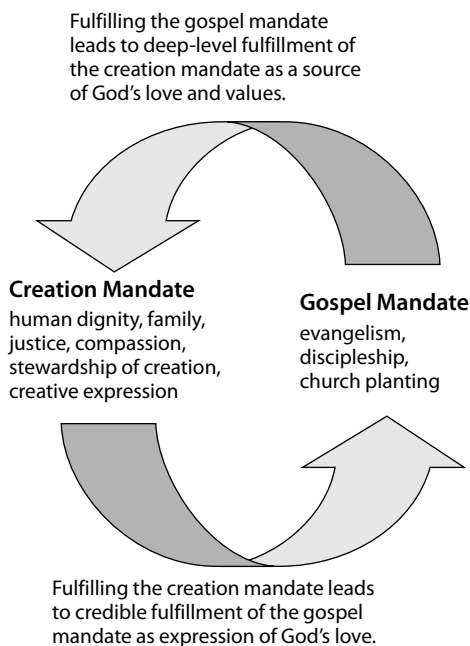 Fulfilling the gospel mandate
leads to deep-level fulfillment of
the creation mandate as a source
of God’s love and values.
Creation Mandate
human dignity, family,
justice, compassion,
stewardship of creation,
creative expression
Gospel Mandate
evangelism,
discipleship,
church planting
Fulfilling the creation mandate leads
to credible fulfillment of the gospel
mandate as expression of God’s love.